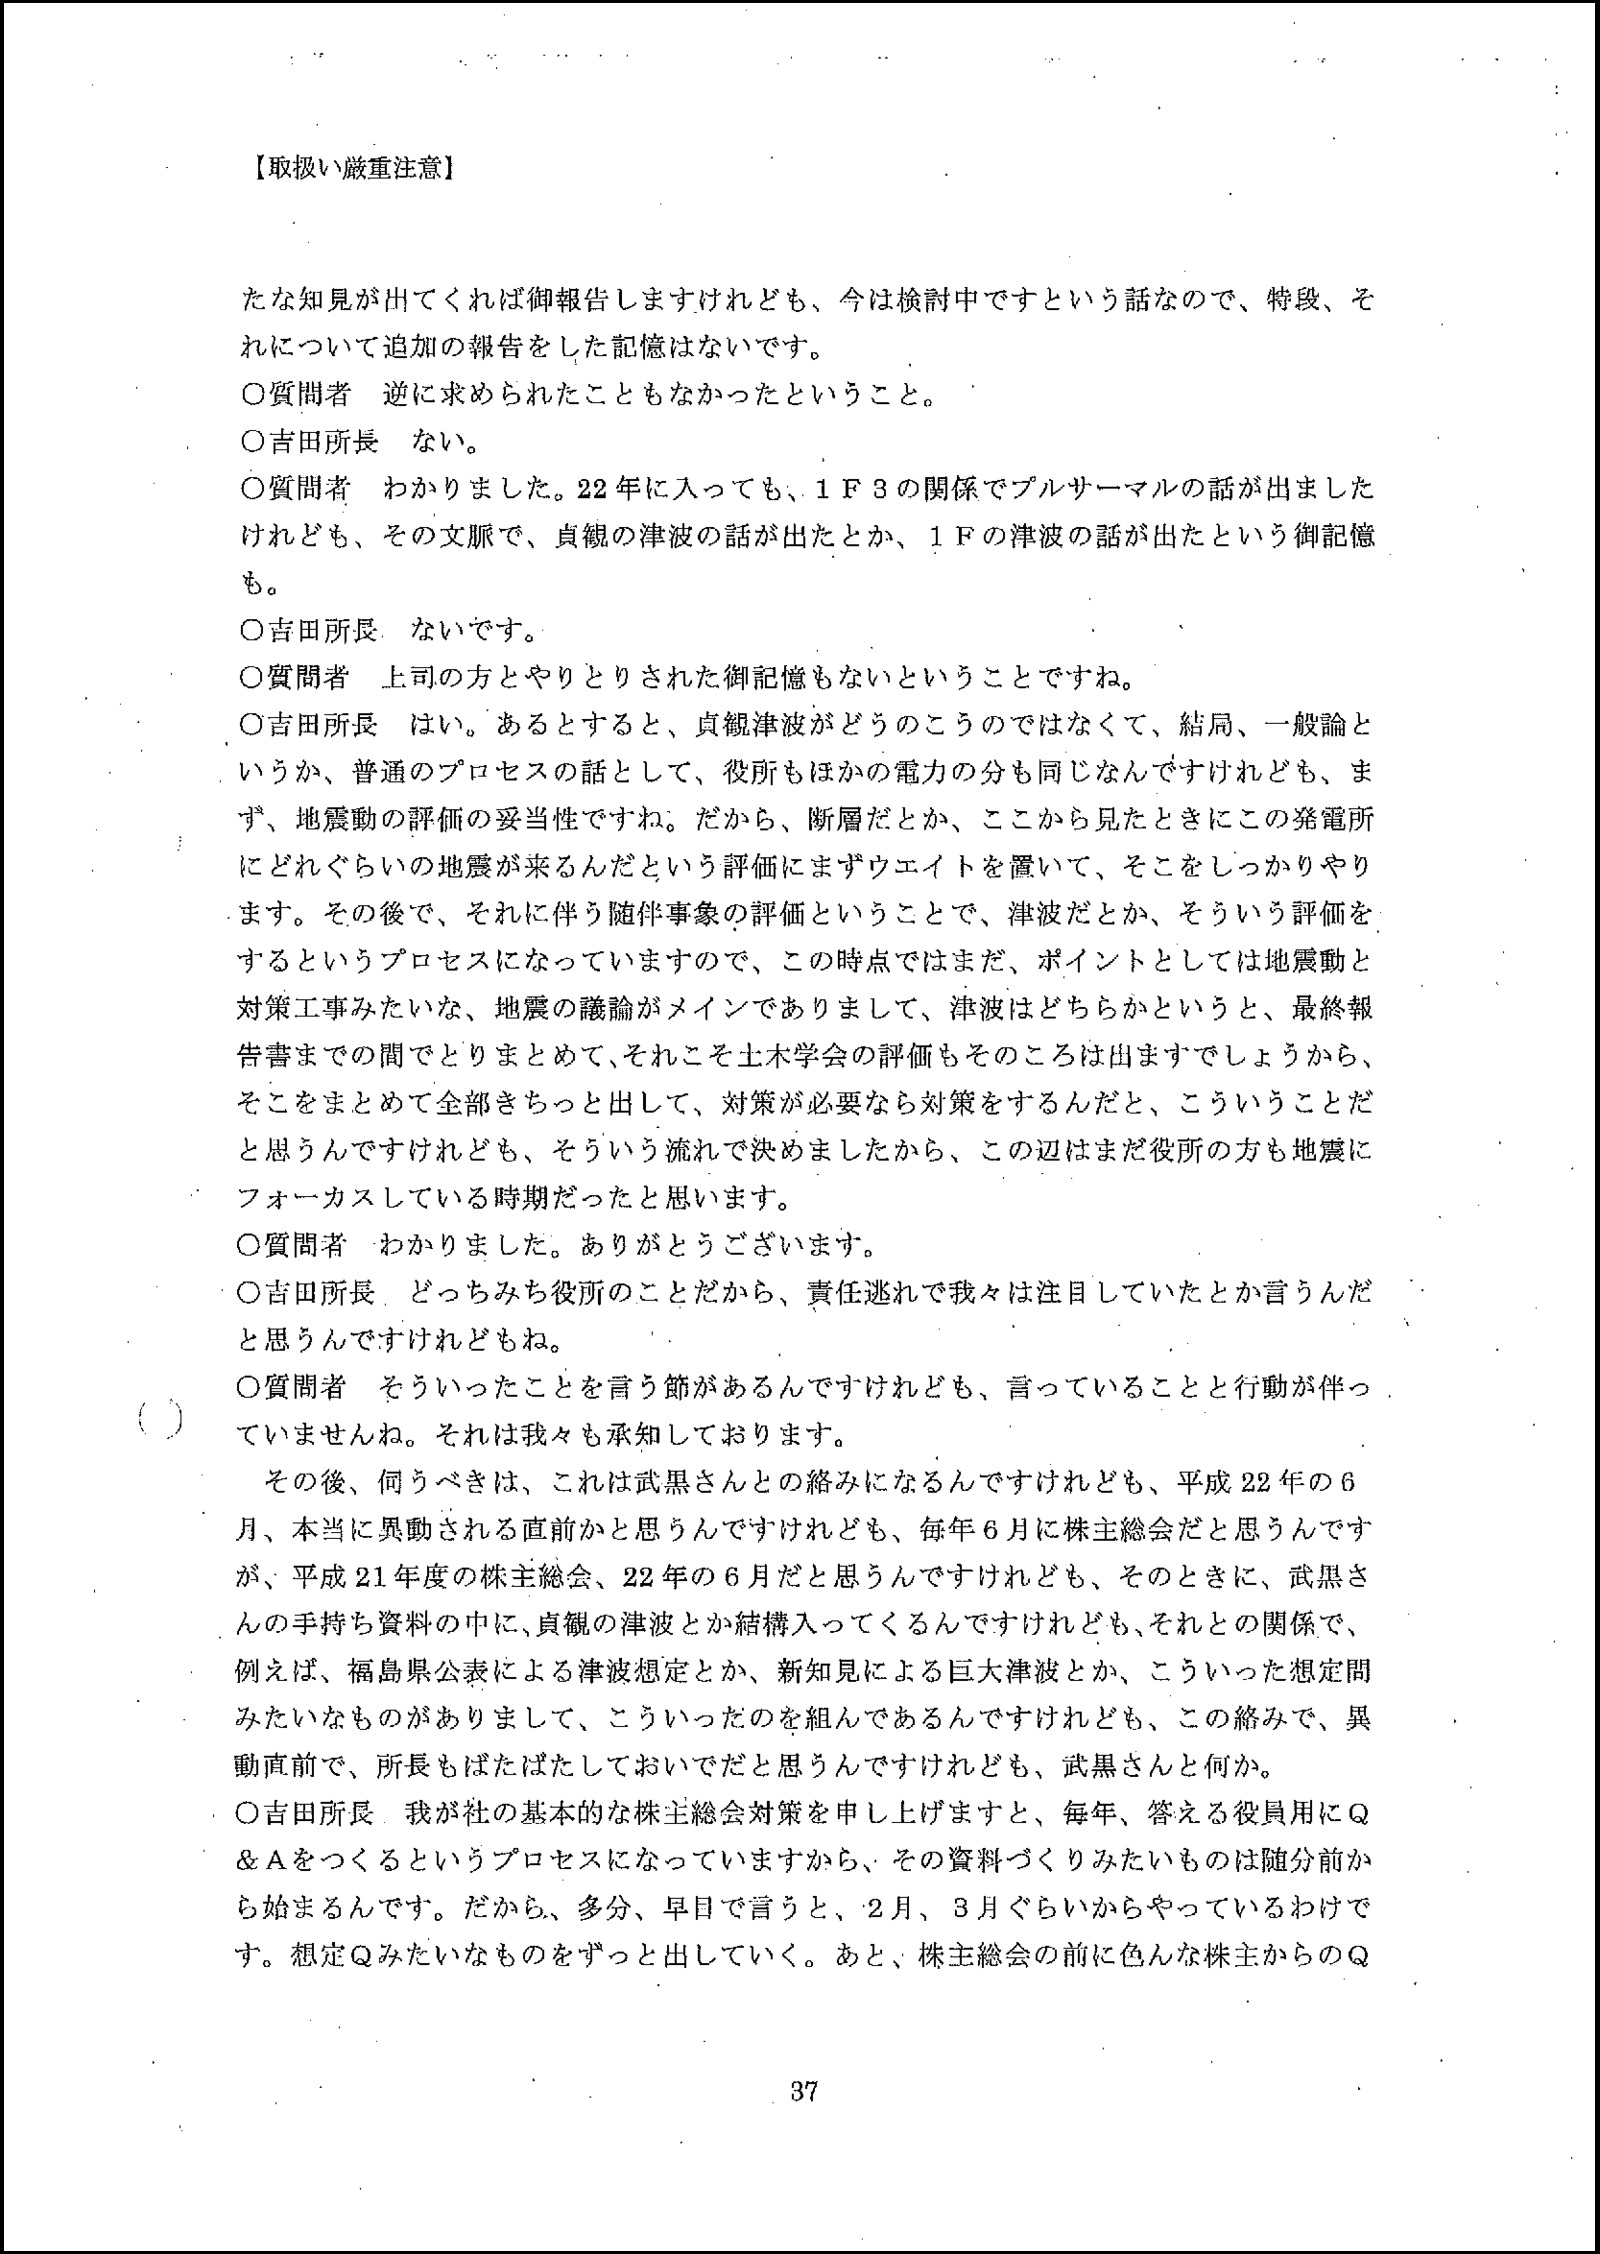 【取扱い厳重注意】
たな知見が出てくれば御報告しますけれども、今は検討中ですという話なので、特段、そ
れについて追加の報告をした記憶はないです。
○質問者　逆に求められたこともなかったということ。
○吉田所長　ない。
○質問者　わかりました。22年に入っても、１Ｆ３の関係でプルサーマルの話が出ました
けれども、その文脈で、貞観の津波の話が出たとか、１Ｆの津波の話が出たという御記憶
も。
○吉田所長　ないです。
○質問者　上司の方とやりとりされた御記憶もないということですね。
○吉田所長　はい。あるとすると、貞観津波がどうのこうのではなくて、結局、一般論と
いうか、普通のプロセスの話として、役所もほかの電力の分も同じなんですけれども、ま
ず、地震動の評価の妥当性ですね。だから、断層だとか、ここから見たときにこの発電所
にどれぐらいの地震が来るんだという評価にまずウエイトを置いて、そこをしっかりやり
ます。その後で、それに伴う随伴事象の評価ということで、津波だとか、そういう評価を
するというプロセスになっていますので、この時点ではまだ、ポイントとしては地震動と
対策工事みたいな、地震の議論がメインでありまして、津波はどちらかというと、最終報
告書までの間でとりまとめて、それこそ土木学会の評価もそのころは出ますでしょうから、
そこをまとめて全部きちっと出して、対策が必要なら対策をするんだと、こういうことだ
と思うんですけれども、そういう流れで決めましたから、この辺はまだ役所の方も地震に
フォーカスしている時期だったと思います。
○質問者　わかりました。ありがとうございます。
○吉田所長　どっちみち役所のことだから、責任逃れで我々は注目していたとか言うんだ
と思うんですけれどもね。
○質問者　そういったことを言う節があるんですけれども、言っていることと行動が伴っ
ていませんね。それは我々も承知しております。
　その後、伺うべきは、これは武黒さんとの絡みになるんですけれども、平成22年の６
月、本当に異動される直前かと思うんですけれども、毎年６月に株主総会だと思うんです
が、平成21年度の株主総会、22年の６月だと思うんですけれども、そのときに、武黒さ
んの手持ち資料の中に、貞観の津波とか結構入ってくるんですけれども、それとの関係で、
例えば、福島県公表による津波想定とか、新知見による巨大津波とか、こういった想定問
みたいなものがありまして、こういったのを組んであるんですけれども、この絡みで、異
動直前で、所長もばたばたしておいでだと思うんですけれども、武黒さんと何か。
○吉田所長　我が社の基本的な株主総会対策を申し上げますと、毎年、答える役員用にＱ
＆Ａをつくるというプロセスになっていますから、その資料づくりみたいものは随分前か
ら始まるんです。だから、多分、早目で言うと、２月、３月ぐらいからやっているわけで
す。想定Ｑみたいなものをずっと出していく。あと、株主総会の前に色んな株主からのＱ
37